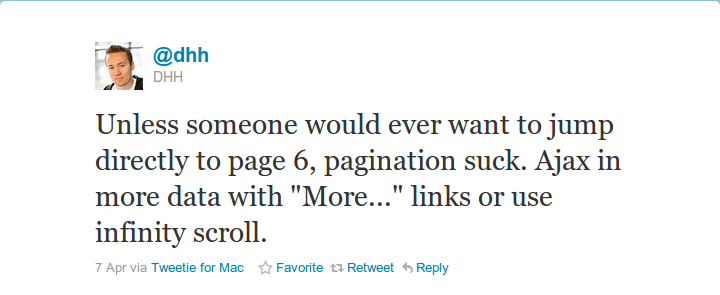 @dhh
DHH
Unless someone would ever want to jump
directly to page 6, pagination suck. Ajax in
more data with "More..." links or use
infinity scroll.
7 Apr via Tweetie for Mac Favorite Retweet Reply